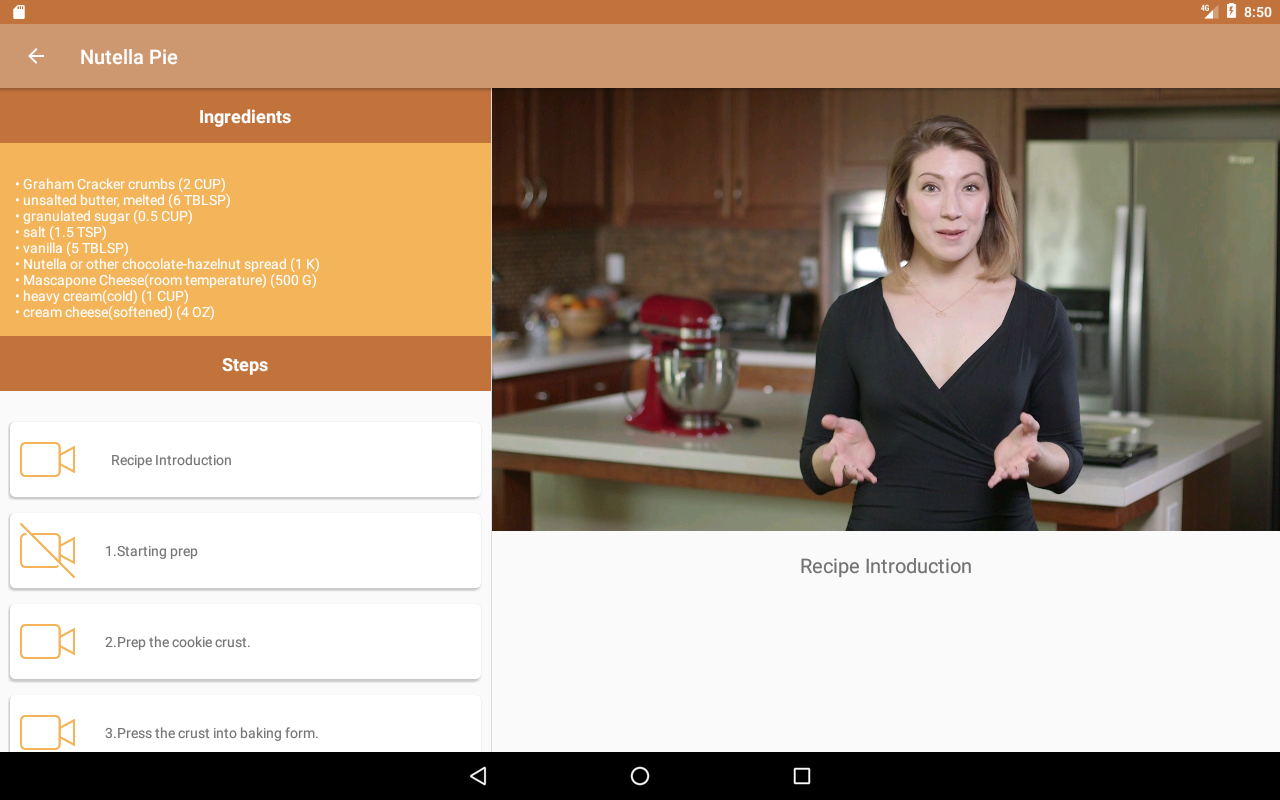 4G 8:50
Nutella Pie
Ingredients
• Graham Cracker crumbs (2 CUP)
• unsalted butter, melted (6 TBLSP)
• granulated sugar (0.5 CUP)
• salt (1.5 TSP)
• vanilla (5 TBLSP)
• Nutella or other chocolate-hazelnut spread (1 K)
• Mascapone Cheese(room temperature) (500 G)
• heavy cream(cold) (1 CUP)
• cream cheese(softened) (4 OZ)
Steps
Recipe Introduction
1.Starting prep
2.Prep the cookie crust.
3.Press the crust into baking form.
Recipe Introduction